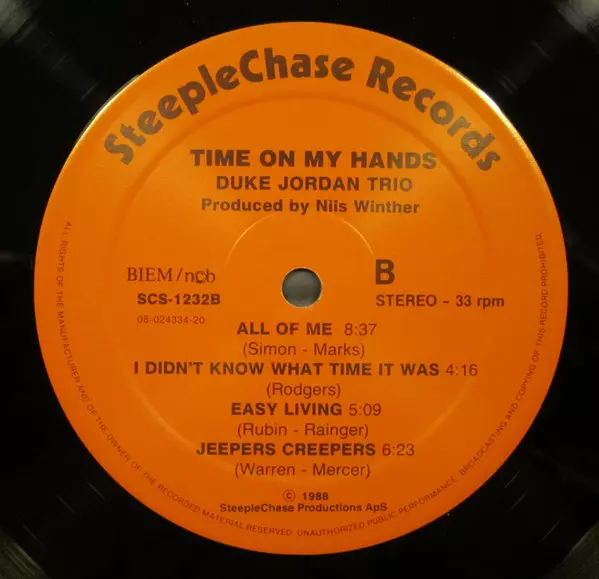 SteepleChase Records
TIME ON MY HANDS
DUKE JORDAN TRIO
Produced by Nils Winther
BIEM/ncb
B
SCS-1232B
STEREO - 33 rpm
08-024334-20
ALL OF ME 8:37
(Simon - Marks)
I DIDN'T KNOW WHAT TIME IT WAS 4:16
(Rodgers)
EASY LIVING 5:09
(Rubin - Rainger)
JEEPERS CREEPERS 6:23
(Warren - Mercer)
© 1988
SteepleChase Productions ApS
ALL RIGHTS OF THE MANUFACTURER AND OF THE OWNER OF THE RECORDED MATERIAL RESERVED. UNAUTHORIZED PUBLIC PERFORMANCE, BROADCASTING AND COPYING OF THIS RECORD PROHIBITED.